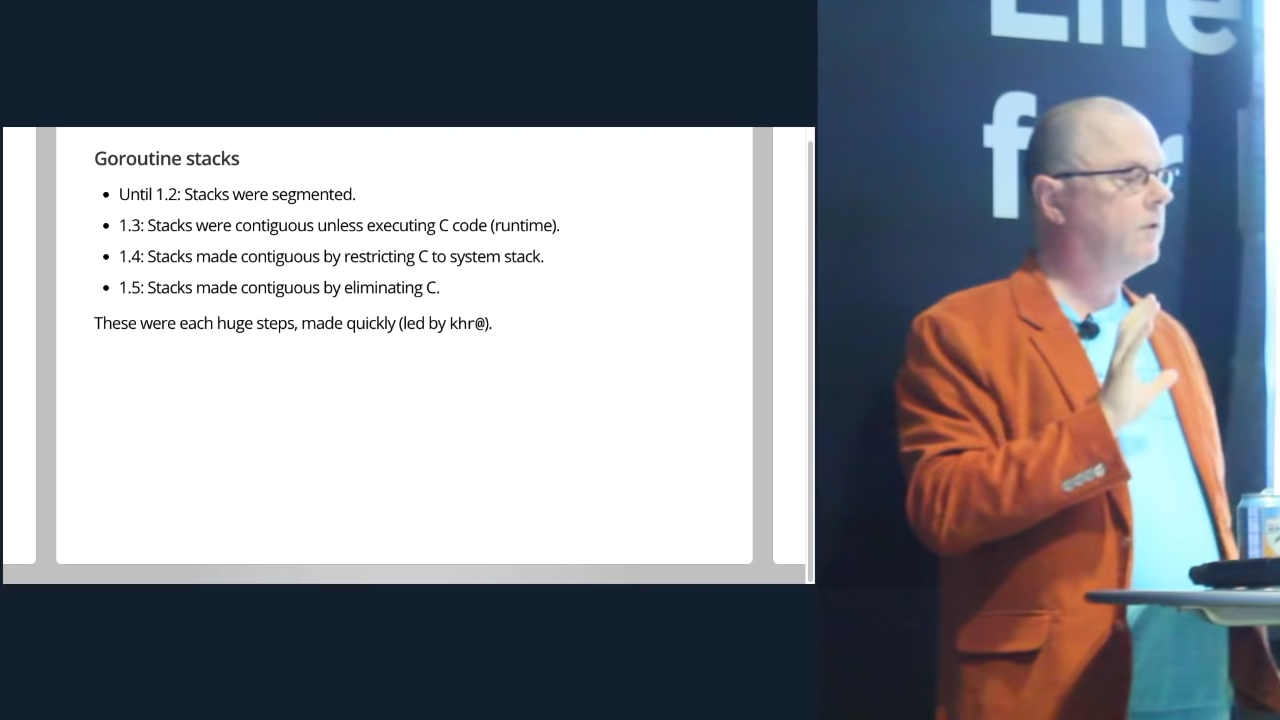 Goroutine stacks
Until 1.2: Stacks were segmented.
1.3: Stacks were contiguous unless executing C code (runtime).
1.4: Stacks made contiguous by restricting C to system stack.
1.5: Stacks made contiguous by eliminating C.
These were each huge steps, made quickly (led by khr@).
Life